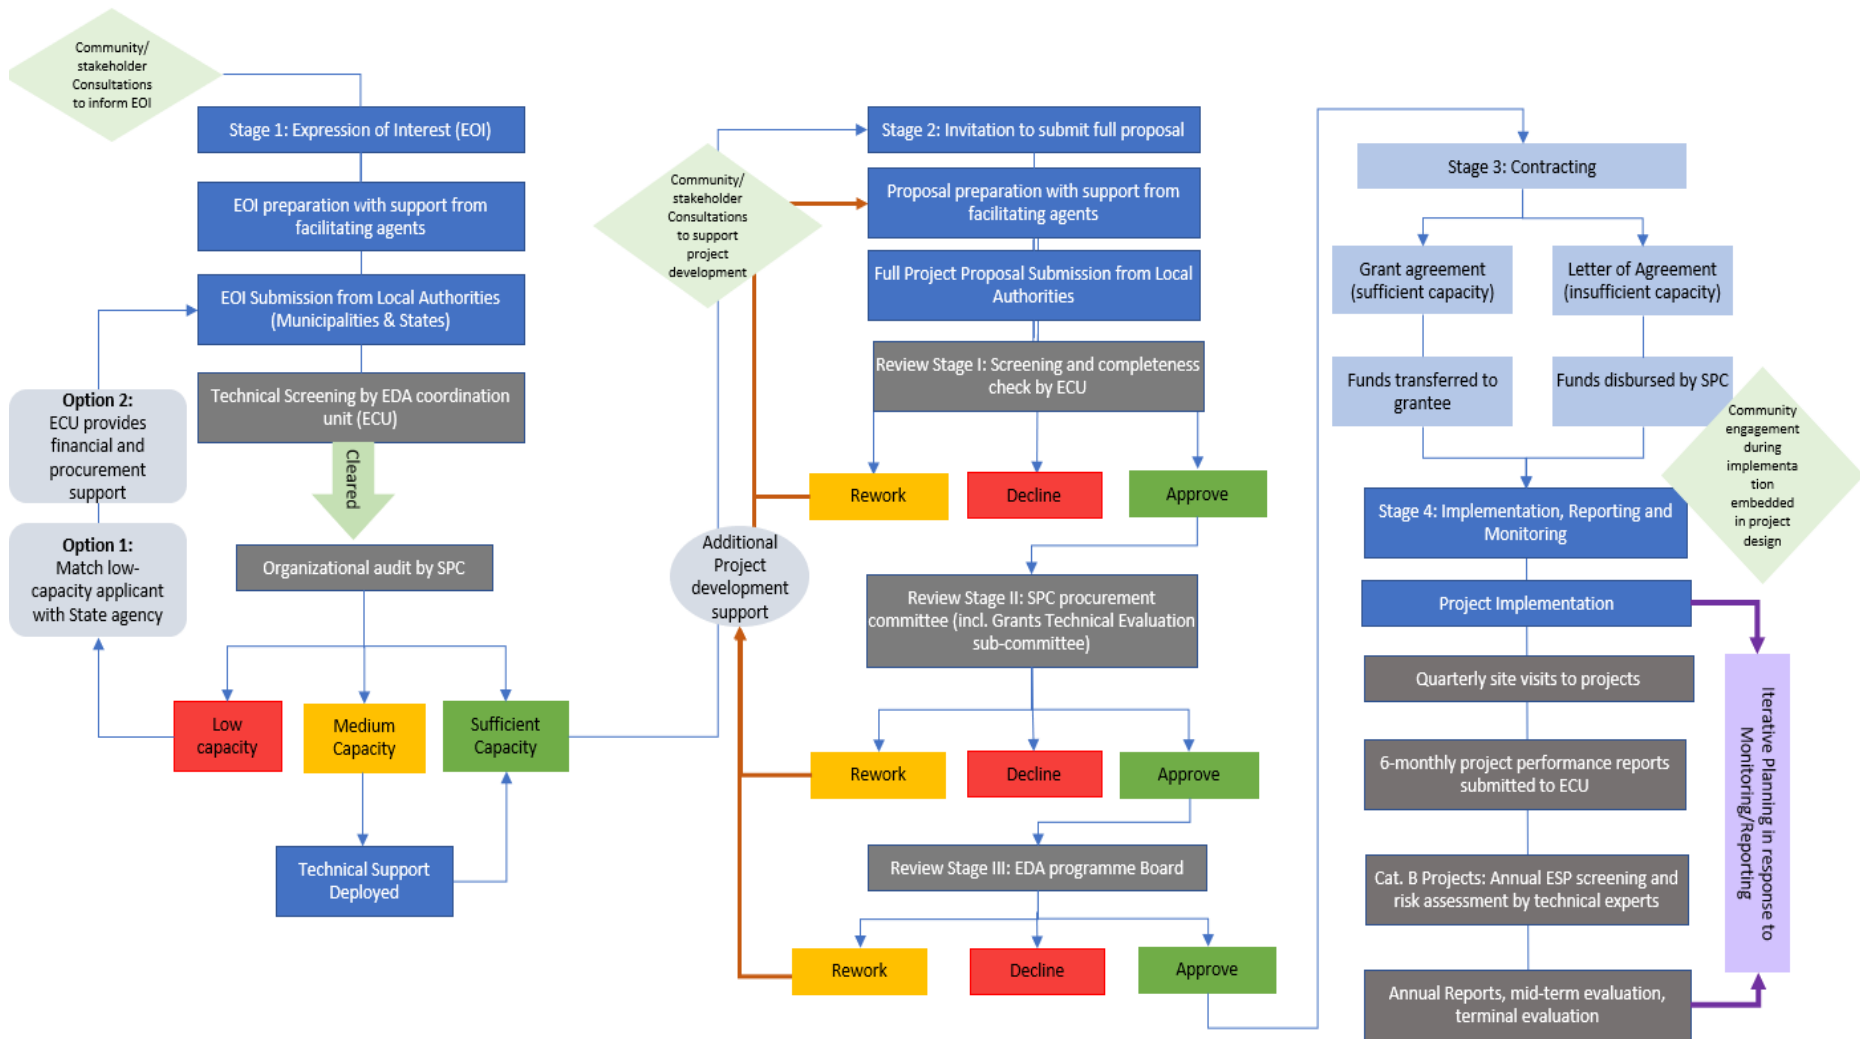 Community/
stakeholder
Consultations
to inform EOI
Stage 1: Expression of Interest (EOI)
EOI preparation with support from
facilitating agents
EOI Submission from Local Authorities
(Municipalities & States)
Technical Screening by EDA coordination
unit (ECU)
Cleared
Option 2:
ECU provides
financial and
procurement
support
Option 1:
Match low-
capacity applicant
with State agency
Organizational audit by SPC
Low
capacity
Medium
Capacity
Sufficient
Capacity
Technical Support
Deployed
Community/
stakeholder
Consultations
to support
project
development
Stage 2: Invitation to submit full proposal
Proposal preparation with support from
facilitating agents
Full Project Proposal Submission from Local
Authorities
Review Stage I: Screening and completeness
check by ECU
Rework
Decline
Approve
Additional
Project
development
support
Review Stage II: SPC procurement
committee (incl. Grants Technical Evaluation
sub-committee)
Rework
Decline
Approve
Review Stage III: EDA programme Board
Rework
Decline
Approve
Stage 3: Contracting
Grant agreement
(sufficient capacity)
Letter of Agreement
(insufficient capacity)
Funds transferred to
grantee
Funds disbursed by SPC
Community
engagement
during
implementa
tion
embedded
in project
design
Stage 4: Implementation, Reporting and
Monitoring
Project Implementation
Quarterly site visits to projects
6-monthly project performance reports
submitted to ECU
Cat. B Projects: Annual ESP screening and
risk assessment by technical experts
Annual Reports, mid-term evaluation,
terminal evaluation
Iterative Planning in response to
Monitoring/Reporting